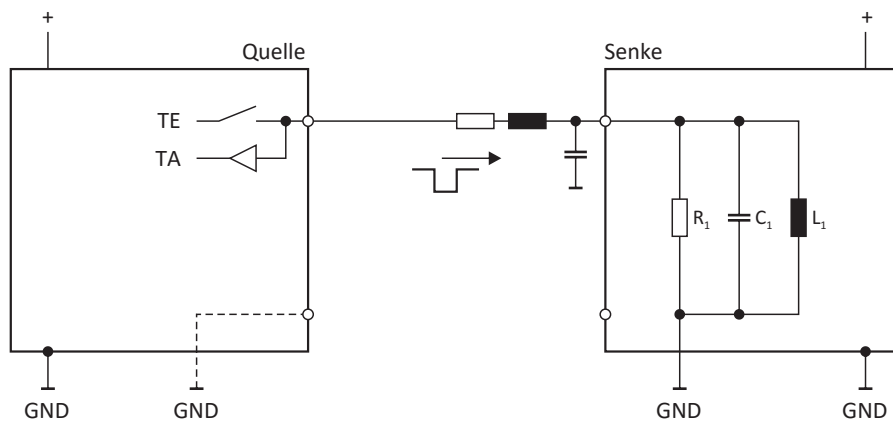 +
+
Quelle
Senke
TE
TA
R₁
C₁
L₁
GND
GND
GND
GND